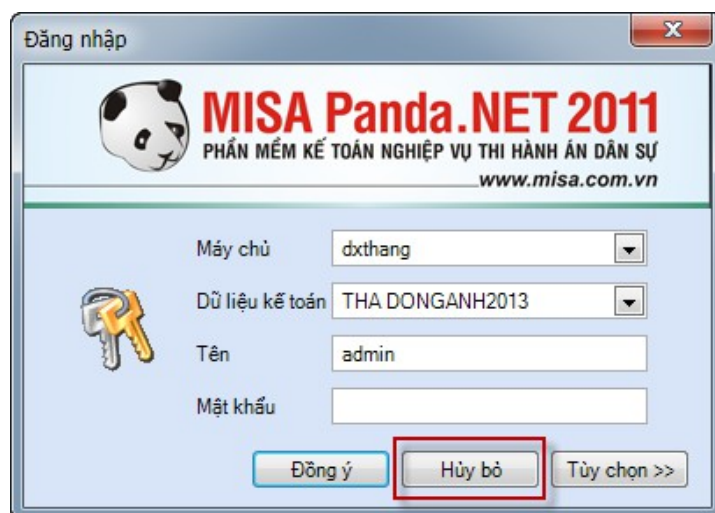 Đăng nhập
MISA Panda.NET 2011
PHẦN MỀM KẾ TOÁN NGHIỆP VỤ THI HÀNH ÁN DÂN SỰ
www.misa.com.vn
Máy chủ dxthang
Dữ liệu kế toán THA DONGANH2013
Tên admin
Mật khẩu
Đồng ý Hủy bỏ Tùy chọn >>